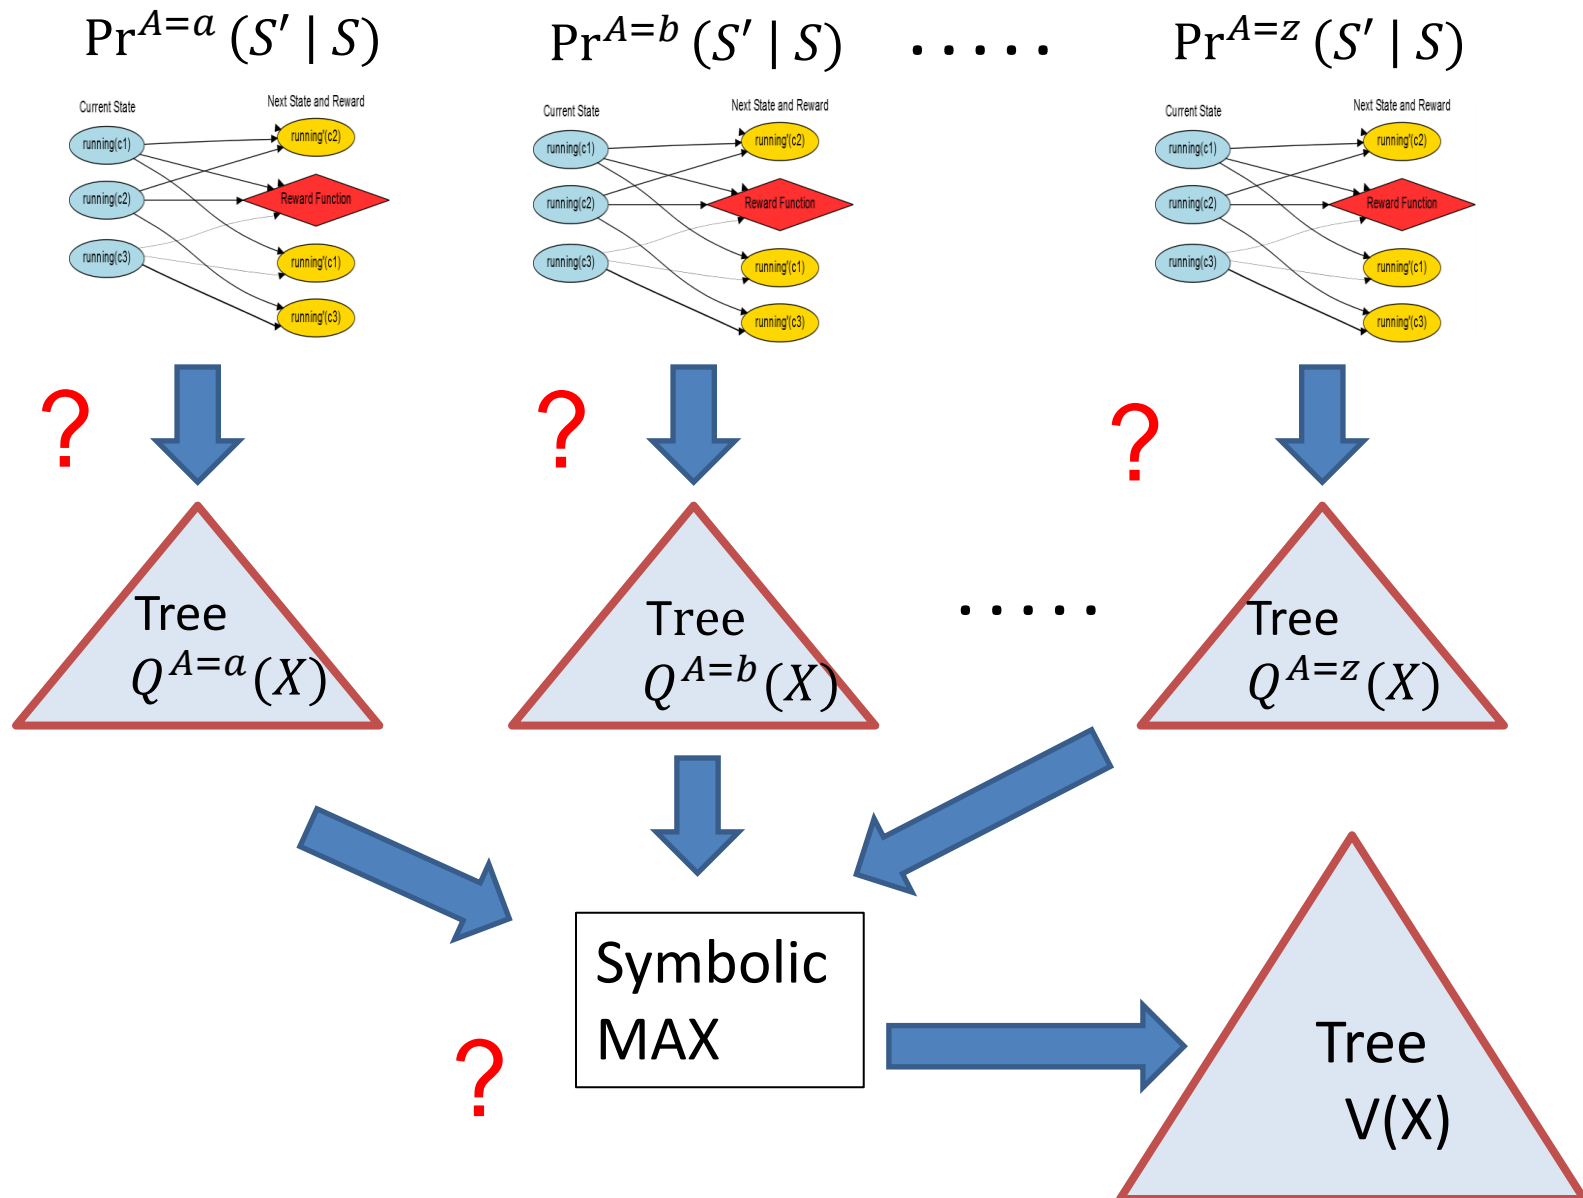 Pr^{A=a} (S′ | S)
Pr^{A=b} (S′ | S)
. . . . .
Pr^{A=z} (S′ | S)
Current State
Next State and Reward
running(c1)
running'(c2)
running(c2)
Reward Function
running(c3)
running'(c1)
running'(c3)
Current State
Next State and Reward
running(c1)
running'(c2)
running(c2)
Reward Function
running(c3)
running'(c1)
running'(c3)
Current State
Next State and Reward
running(c1)
running'(c2)
running(c2)
Reward Function
running(c3)
running'(c1)
running'(c3)
?
?
?
Tree
Q^{A=a}(X)
Tree
Q^{A=b}(X)
. . . . .
Tree
Q^{A=z}(X)
Symbolic
MAX
?
Tree
V(X)